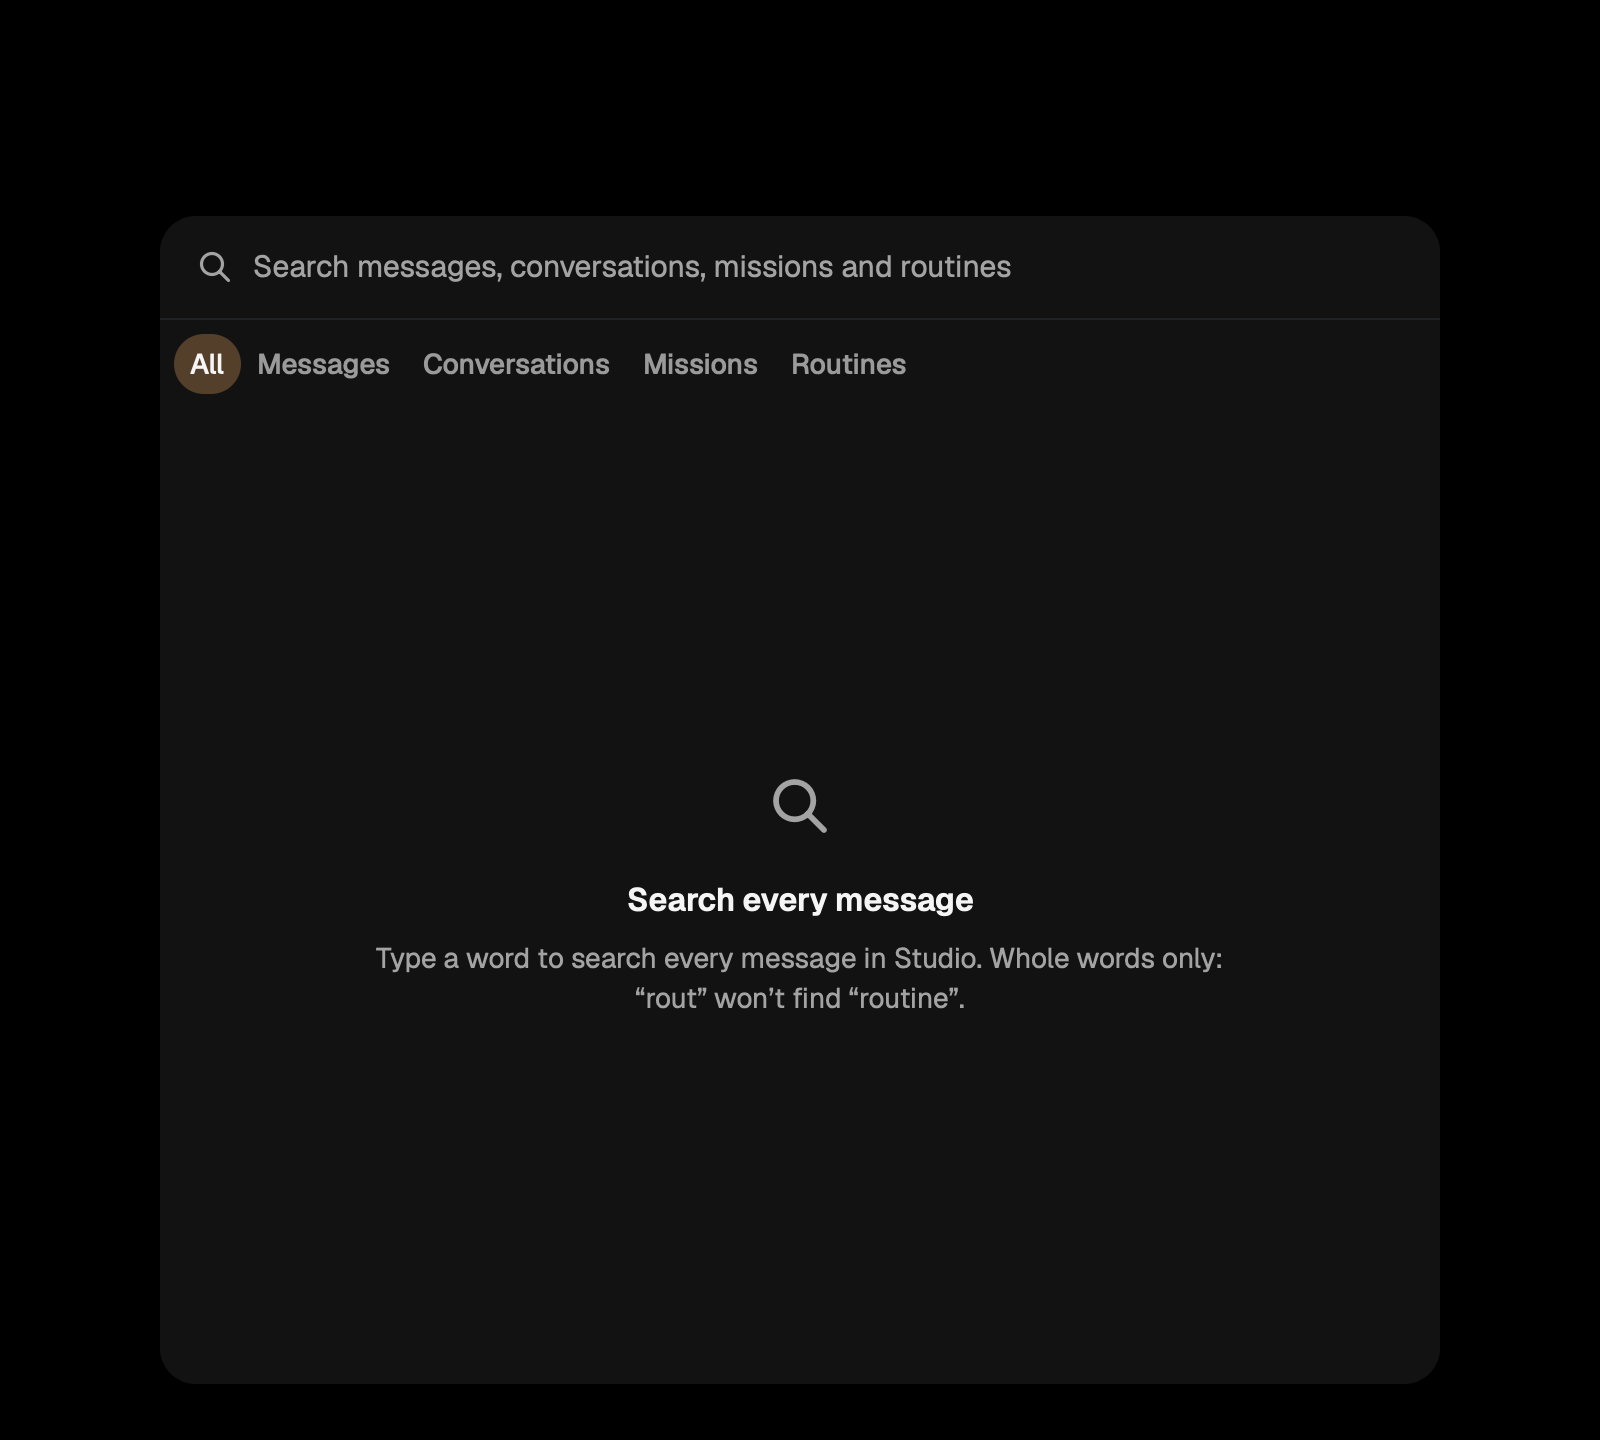 Search messages, conversations, missions and routines
All Messages Conversations Missions Routines
Search every message
Type a word to search every message in Studio. Whole words only:
“rout” won’t find “routine”.